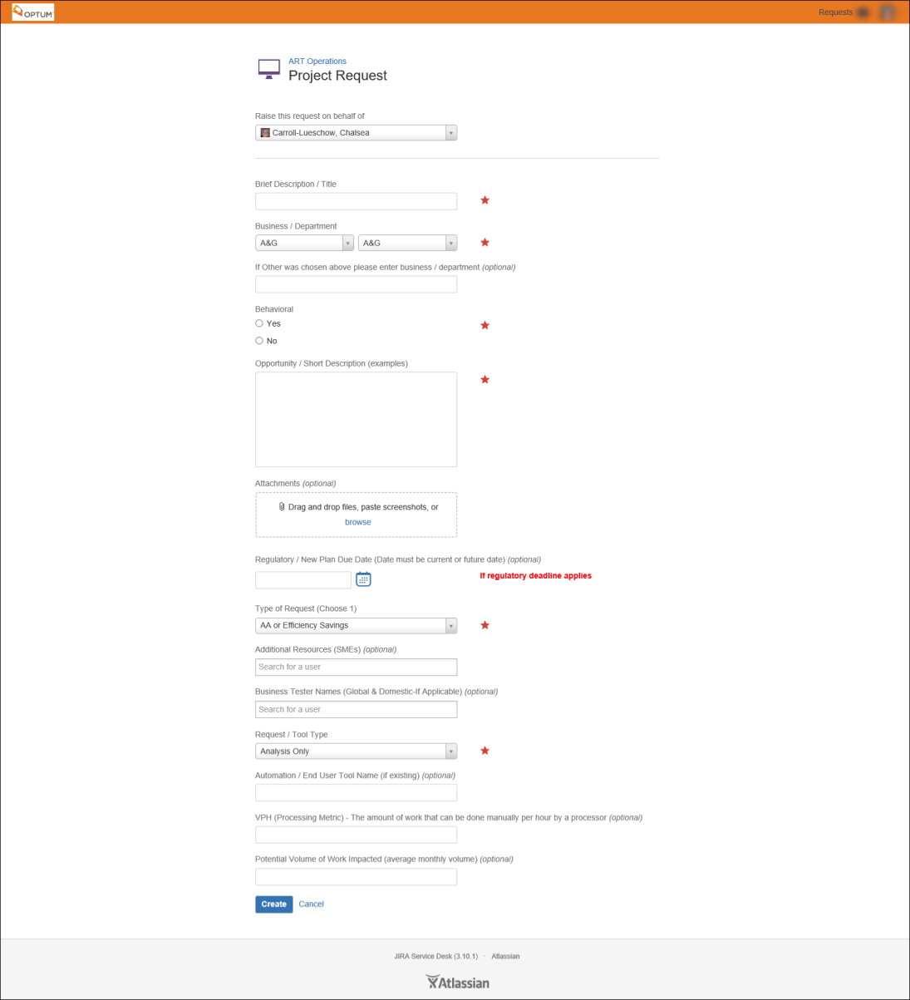 OPTUM
Requests
ART Operations
Project Request
Raise this request on behalf of
Carroll-Lueschow, Chalsea
Brief Description / Title
Business / Department
A&G A&G
If Other was chosen above please enter business / department (optional)
Behavioral
Yes
No
Opportunity / Short Description (examples)
Attachments (optional)
Drag and drop files, paste screenshots, or
browse
Regulatory / New Plan Due Date (Date must be current or future date) (optional)
If regulatory deadline applies
Type of Request (Choose 1)
AA or Efficiency Savings
Additional Resources (SMEs) (optional)
Search for a user
Business Tester Names (Global & Domestic-If Applicable) (optional)
Search for a user
Request / Tool Type
Analysis Only
Automation / End User Tool Name (if existing) (optional)
VPH (Processing Metric) - The amount of work that can be done manually per hour by a processor (optional)
Potential Volume of Work Impacted (average monthly volume) (optional)
Create Cancel
JIRA Service Desk (3.10.1) · Atlassian
Atlassian